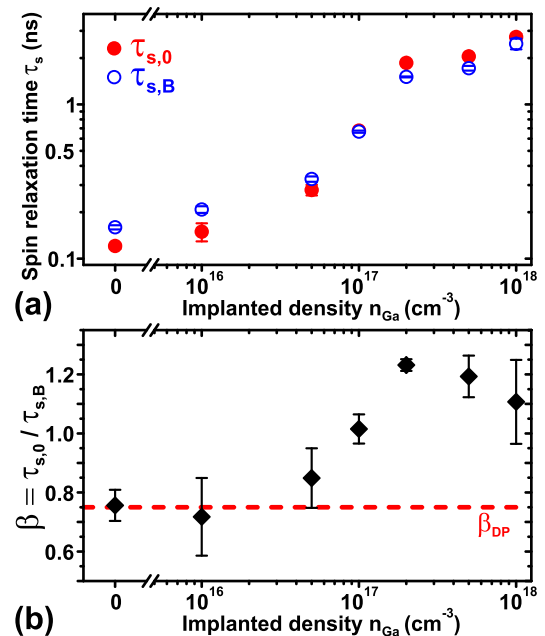 Spin relaxation time τs (ns)
1
0.5
0.1
τs,0
τs,B
0 10^16 10^17 10^18
(a) Implanted density nGa (cm^-3)
β = τs,0 / τs,B
1.2
1.0
0.8
0.6
βDP
0 10^16 10^17 10^18
(b) Implanted density nGa (cm^-3)